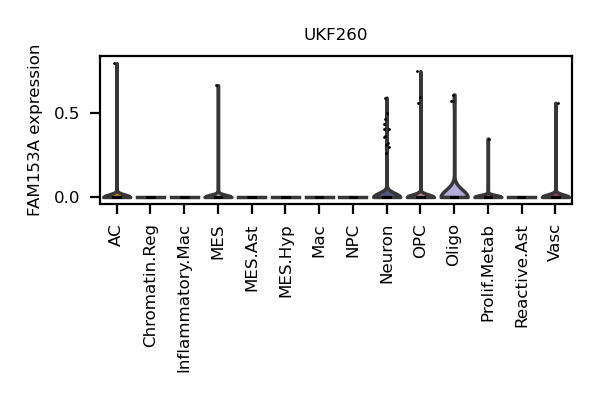 UKF260
FAM153A expression
0.5
0.0
AC
Chromatin.Reg
Inflammatory.Mac
MES
MES.Ast
MES.Hyp
Mac
NPC
Neuron
OPC
Oligo
Prolif.Metab
Reactive.Ast
Vasc